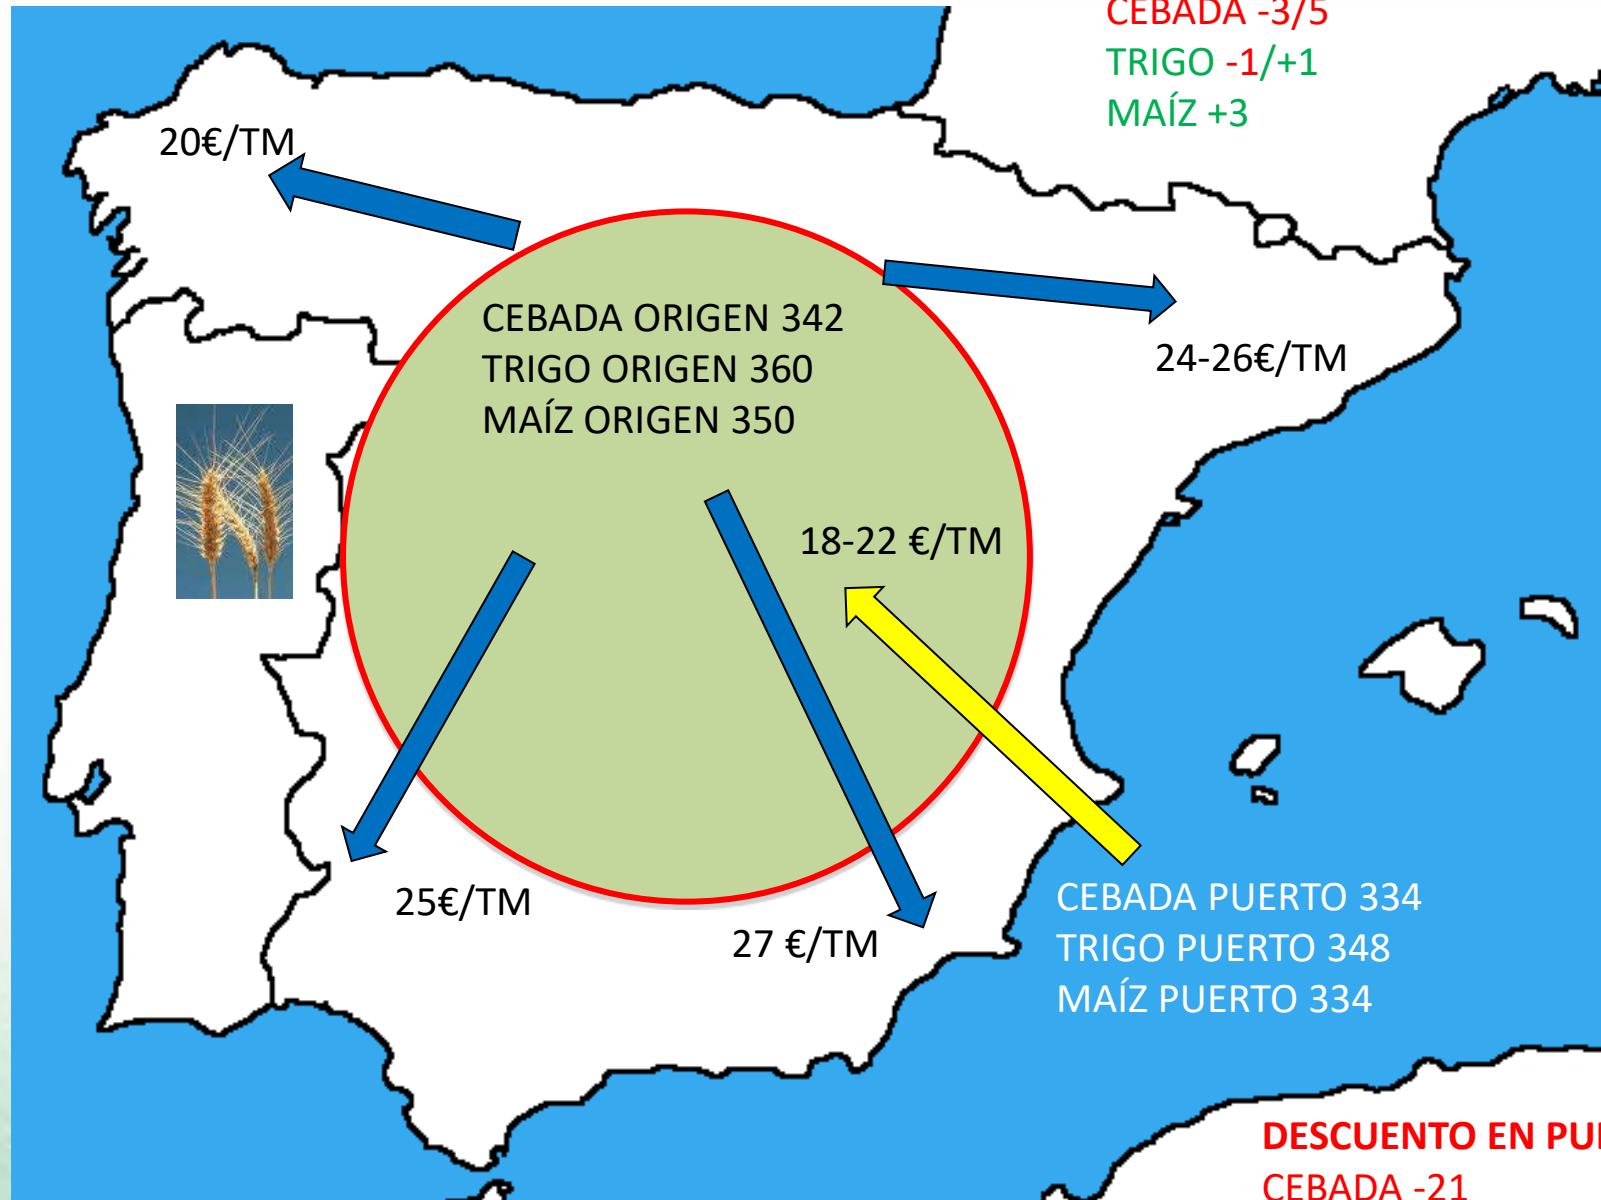 CEBADA -3/5
TRIGO -1/+1
MAÍZ +3
20€/TM
CEBADA ORIGEN 342
TRIGO ORIGEN 360
MAÍZ ORIGEN 350
24-26€/TM
18-22 €/TM
25€/TM
27 €/TM
CEBADA PUERTO 334
TRIGO PUERTO 348
MAÍZ PUERTO 334
DESCUENTO EN
CEBADA -21